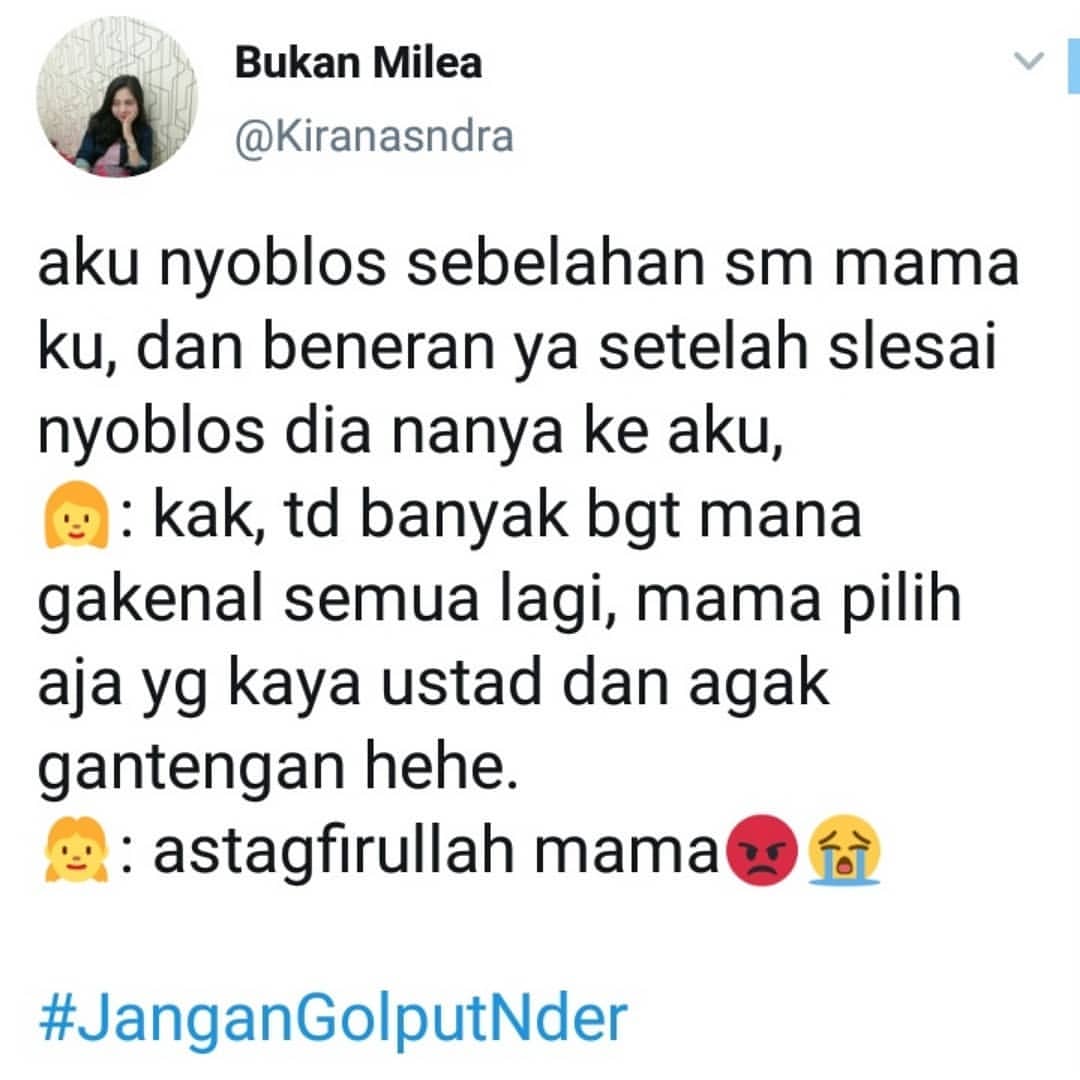 Bukan Milea
@Kiranasndra
aku nyoblos sebelahan sm mama
ku, dan beneran ya setelah slesai
nyoblos dia nanya ke aku,
👩: kak, td banyak bgt mana
gakenal semua lagi, mama pilih
aja yg kaya ustad dan agak
gantengan hehe.
👧: astagfirullah mama😡😭
#JanganGolputNder